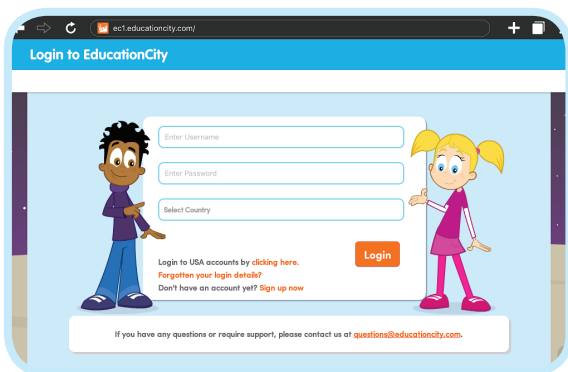 ec1.educationcity.com/
Login to EducationCity
Enter Username
Enter Password
Select Country
Login
Login to USA accounts by clicking here.
Forgotten your login details?
Don't have an account yet? Sign up now
If you have any questions or require support, please contact us at questions@educationcity.com.